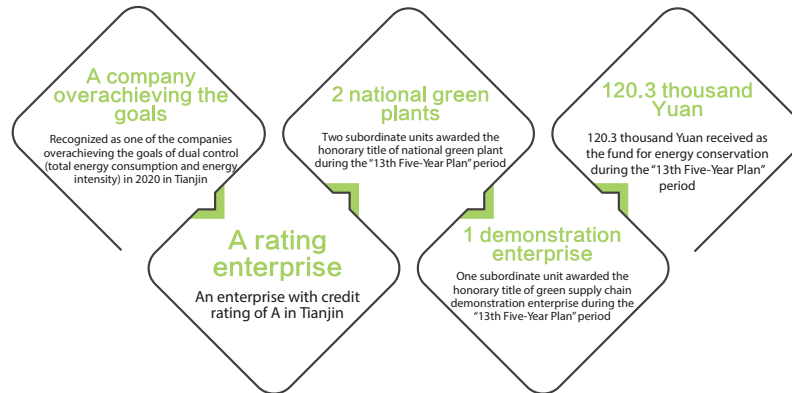 A company
overachieving the
goals
Recognized as one of the companies
overachieving the goals of dual control
(total energy consumption and energy
intensity) in 2020 in Tianjin
A rating
enterprise
An enterprise with credit
rating of A in Tianjin
2 national green
plants
Two subordinate units awarded the
honorary title of national green plant
during the “13th Five-Year Plan” period
1 demonstration
enterprise
One subordinate unit awarded the
honorary title of green supply chain
demonstration enterprise during the
“13th Five-Year Plan” period
120.3 thousand
Yuan
120.3 thousand Yuan received as
the fund for energy conservation
during the “13th Five-Year Plan”
period